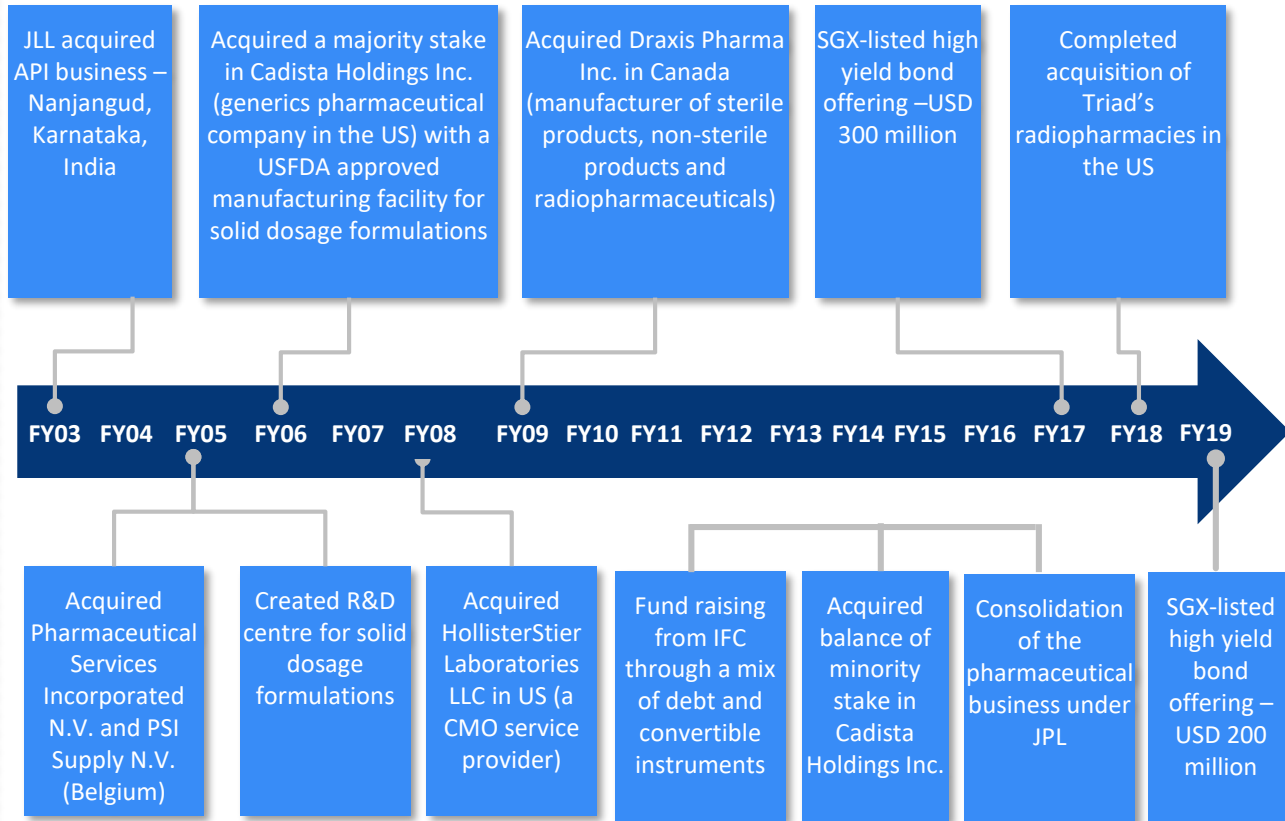 JLL acquired
API business –
Nanjangud,
Karnataka,
India
Acquired a majority stake
in Cadista Holdings Inc.
(generics pharmaceutical
company in the US) with a
USFDA approved
manufacturing facility for
solid dosage formulations
Acquired Draxis Pharma
Inc. in Canada
(manufacturer of sterile
products, non-sterile
products and
radiopharmaceuticals)
SGX-listed high
yield bond
offering –USD
300 million
Completed
acquisition of
Triad’s
radiopharmacies in
the US
FY03 FY04 FY05 FY06 FY07 FY08 FY09 FY10 FY11 FY12 FY13 FY14 FY15 FY16 FY17 FY18 FY19
Acquired
Pharmaceutical
Services
Incorporated
N.V. and PSI
Supply N.V.
(Belgium)
Created R&D
centre for solid
dosage
formulations
Acquired
HollisterStier
Laboratories
LLC in US (a
CMO service
provider)
Fund raising
from IFC
through a mix
of debt and
convertible
instruments
Acquired
balance of
minority
stake in
Cadista
Holdings Inc.
Consolidation
of the
pharmaceutical
business under
JPL
SGX-listed
high yield
bond
offering –
USD 200
million